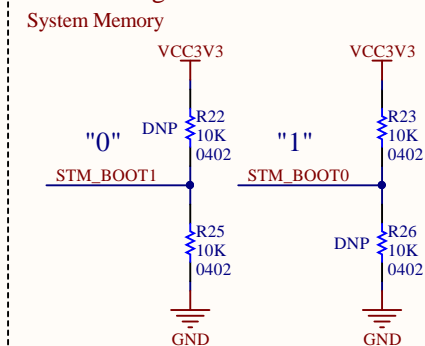 System Memory
VCC3V3 VCC3V3
R22 R23
DNP 10K 10K
"0" 0402 "1" 0402
STM_BOOT1 STM_BOOT0
R25 R26
10K DNP 10K
0402 0402
GND GND